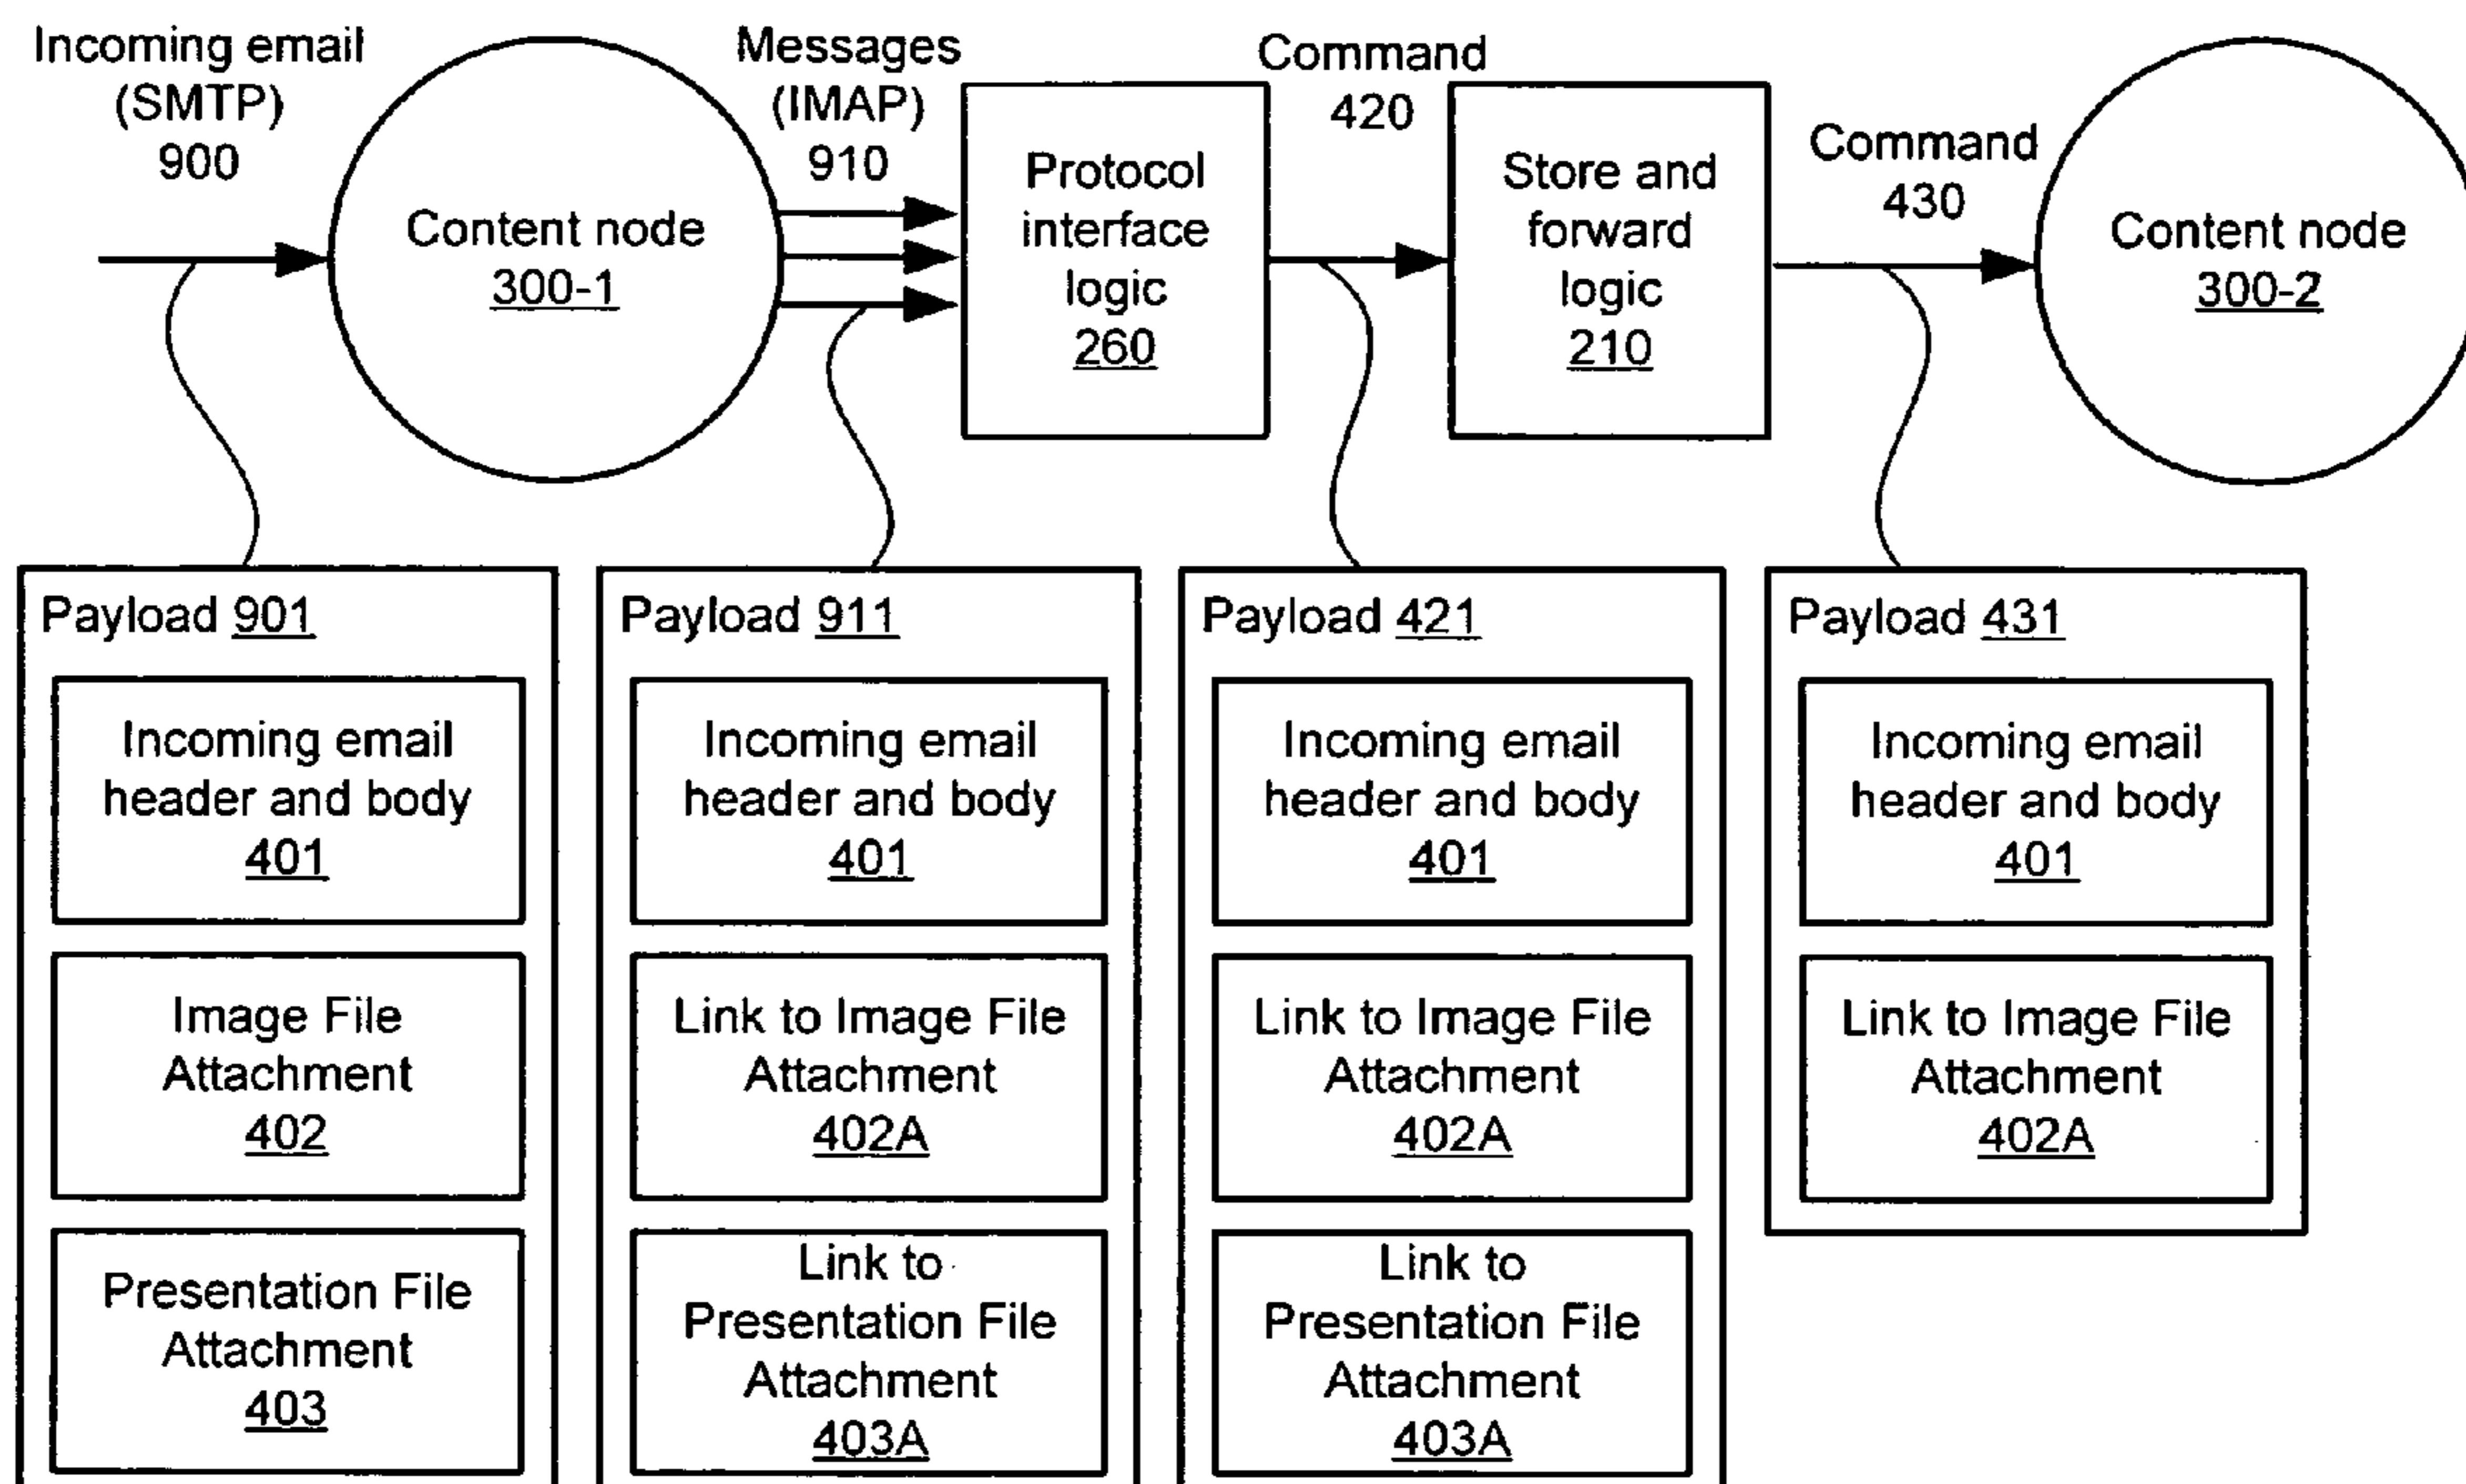 Incoming email
(SMTP)
900
Content node
300-1
Messages
(IMAP)
910
Protocol
interface
logic
260
Command
420
Store and
forward
logic
210
Command
430
Content node
300-2
Payload 901
Incoming email
header and body
401
Image File
Attachment
402
Presentation File
Attachment
403
Payload 911
Incoming email
header and body
401
Link to Image File
Attachment
402A
Link to
Presentation File
Attachment
403A
Payload 421
Incoming email
header and body
401
Link to Image File
Attachment
402A
Link to
Presentation File
Attachment
403A
Payload 431
Incoming email
header and body
401
Link to Image File
Attachment
402A